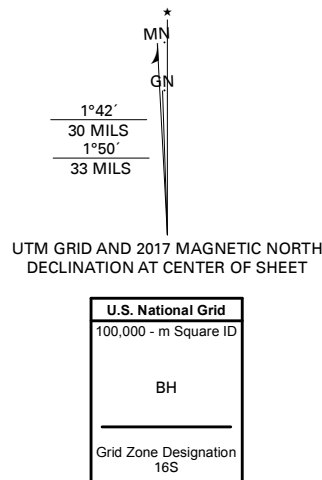 ★
MN
GN
1°42´
30 MILS
1°50´
33 MILS
UTM GRID AND 2017 MAGNETIC NORTH
DECLINATION AT CENTER OF SHEET
U.S. National Grid
100,000 - m Square ID
BH
Grid Zone Designation
16S